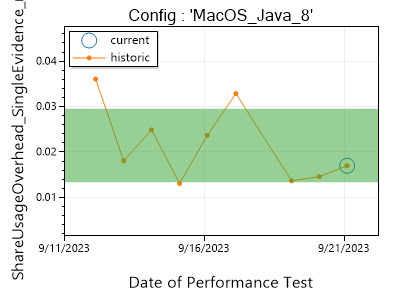 Config : 'MacOS_Java_8'
current
historic
ShareUsageOverhead_SingleEvidence_
0.04
0.03
0.02
0.01
9/11/2023
9/16/2023
9/21/2023
Date of Performance Test